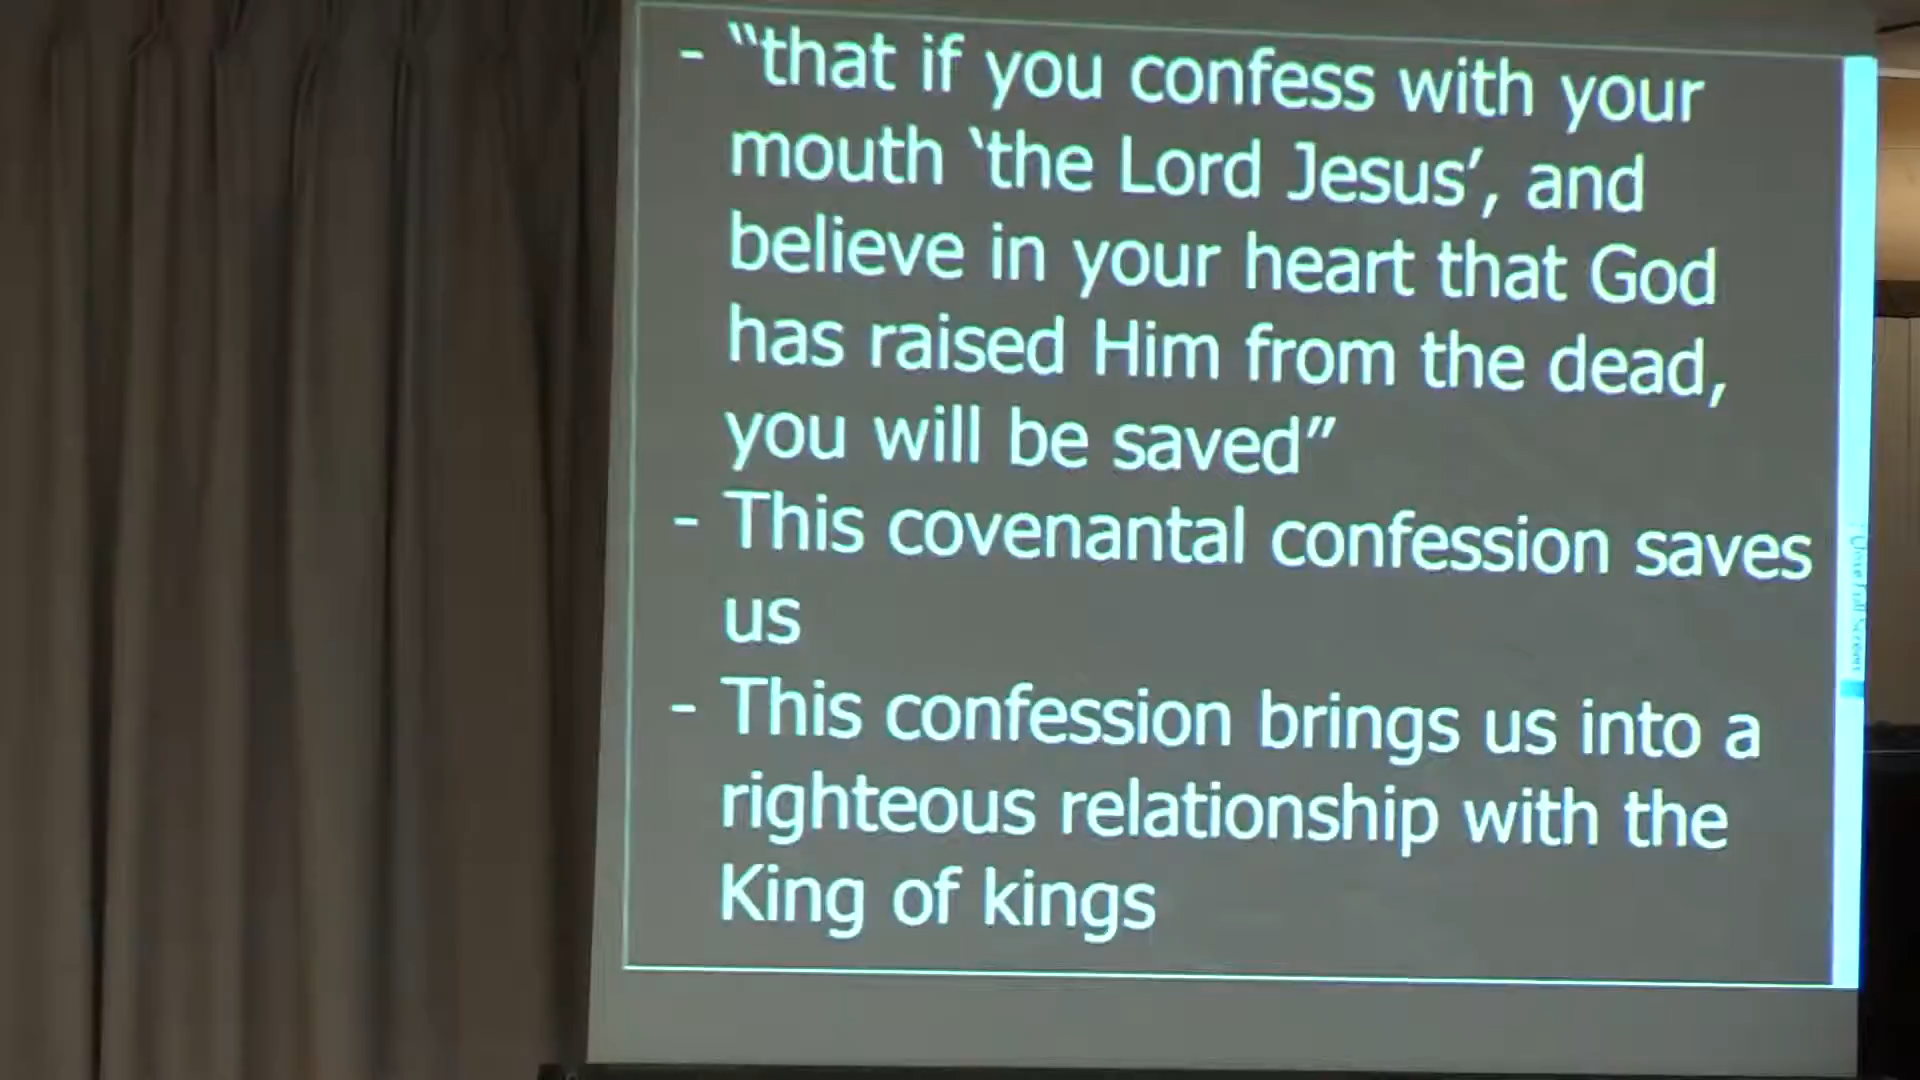 - “that if you confess with your
mouth ‘the Lord Jesus’, and
believe in your heart that God
has raised Him from the dead,
you will be saved”
- This covenantal confession saves
us
- This confession brings us into a
righteous relationship with the
King of kings